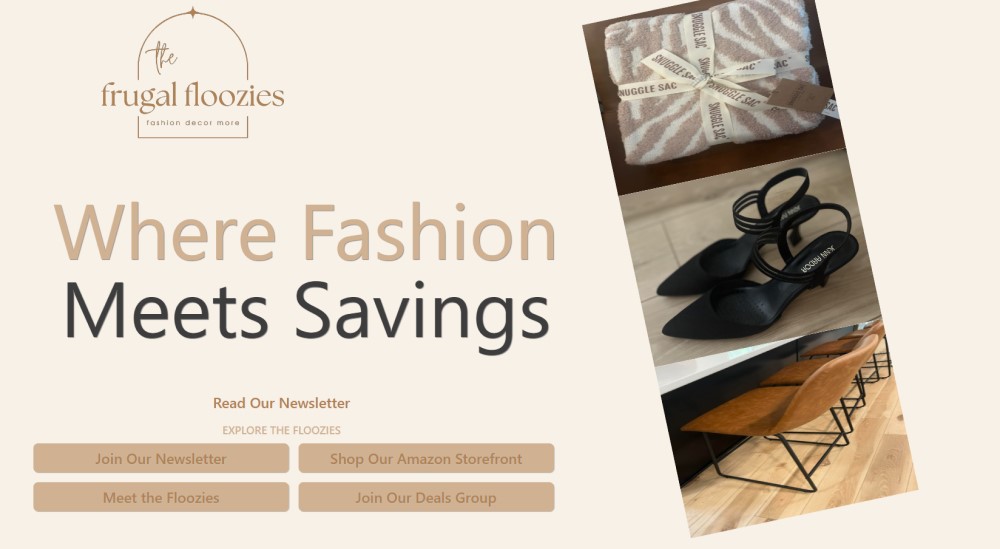 the
frugal floozies
fashion decor more
Where Fashion
Meets Savings
Read Our Newsletter
EXPLORE THE FLOOZIES
Join Our Newsletter
Shop Our Amazon Storefront
Meet the Floozies
Join Our Deals Group
SNUGGLE SAC
SNUGGLE SAC
SNUGGLE SAC